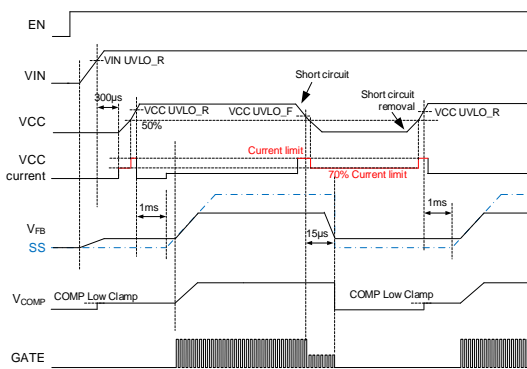 EN
VIN
VIN UVLO_R
300µs
VCC
VCC UVLO_R
50%
VCC UVLO_F
Short circuit
Short circuit
removal
VCC UVLO_R
VCC
current
Current limit
70% Current limit
1ms
15µs
1ms
VFB
SS
VCOMP
COMP Low Clamp
COMP Low Clamp
GATE